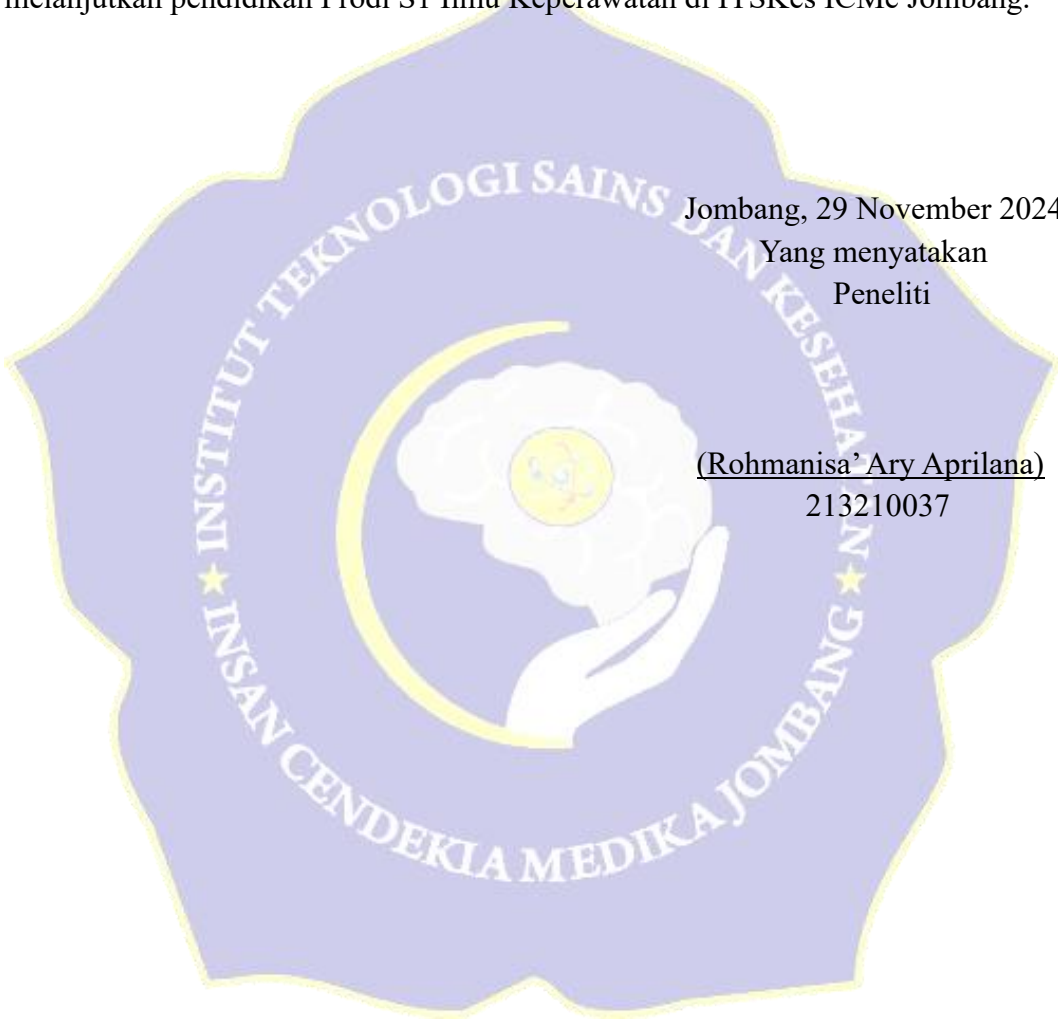 melanjutkan pendidikan Prodi S1 Ilmu Keperawatan di ITSKes ICMe Jombang.
Jombang, 29 November 2024
Yang menyatakan
Peneliti
(Rohmanisa’ Ary Aprilana)
213210037
INSTITUT TEKNOLOGI SAINS DAN KESEHATAN
INSAN CENDEKIA MEDIKA JOMBANG